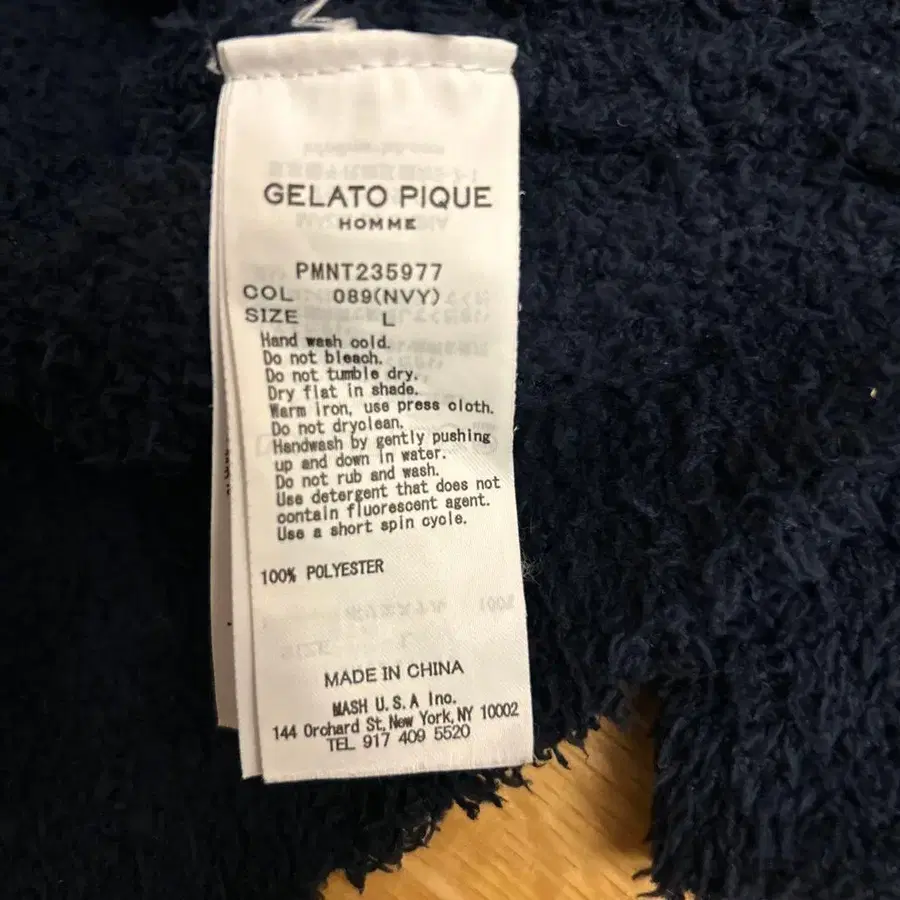 GELATO PIQUE
HOMME
PMNT235977
COL 089(NVY)
SIZE L
Hand wash cold.
Do not bleach.
Do not tumble dry.
Dry flat in shade.
Warm iron, use press cloth.
Do not dryclean.
Handwash by gently pushing
up and down in water.
Do not rub and wash.
Use detergent that does not
contain fluorescent agent.
Use a short spin cycle.
100% POLYESTER
MADE IN CHINA
MASH U.S.A Inc.
144 Orchard St, New York, NY 10002
TEL 917 409 5520